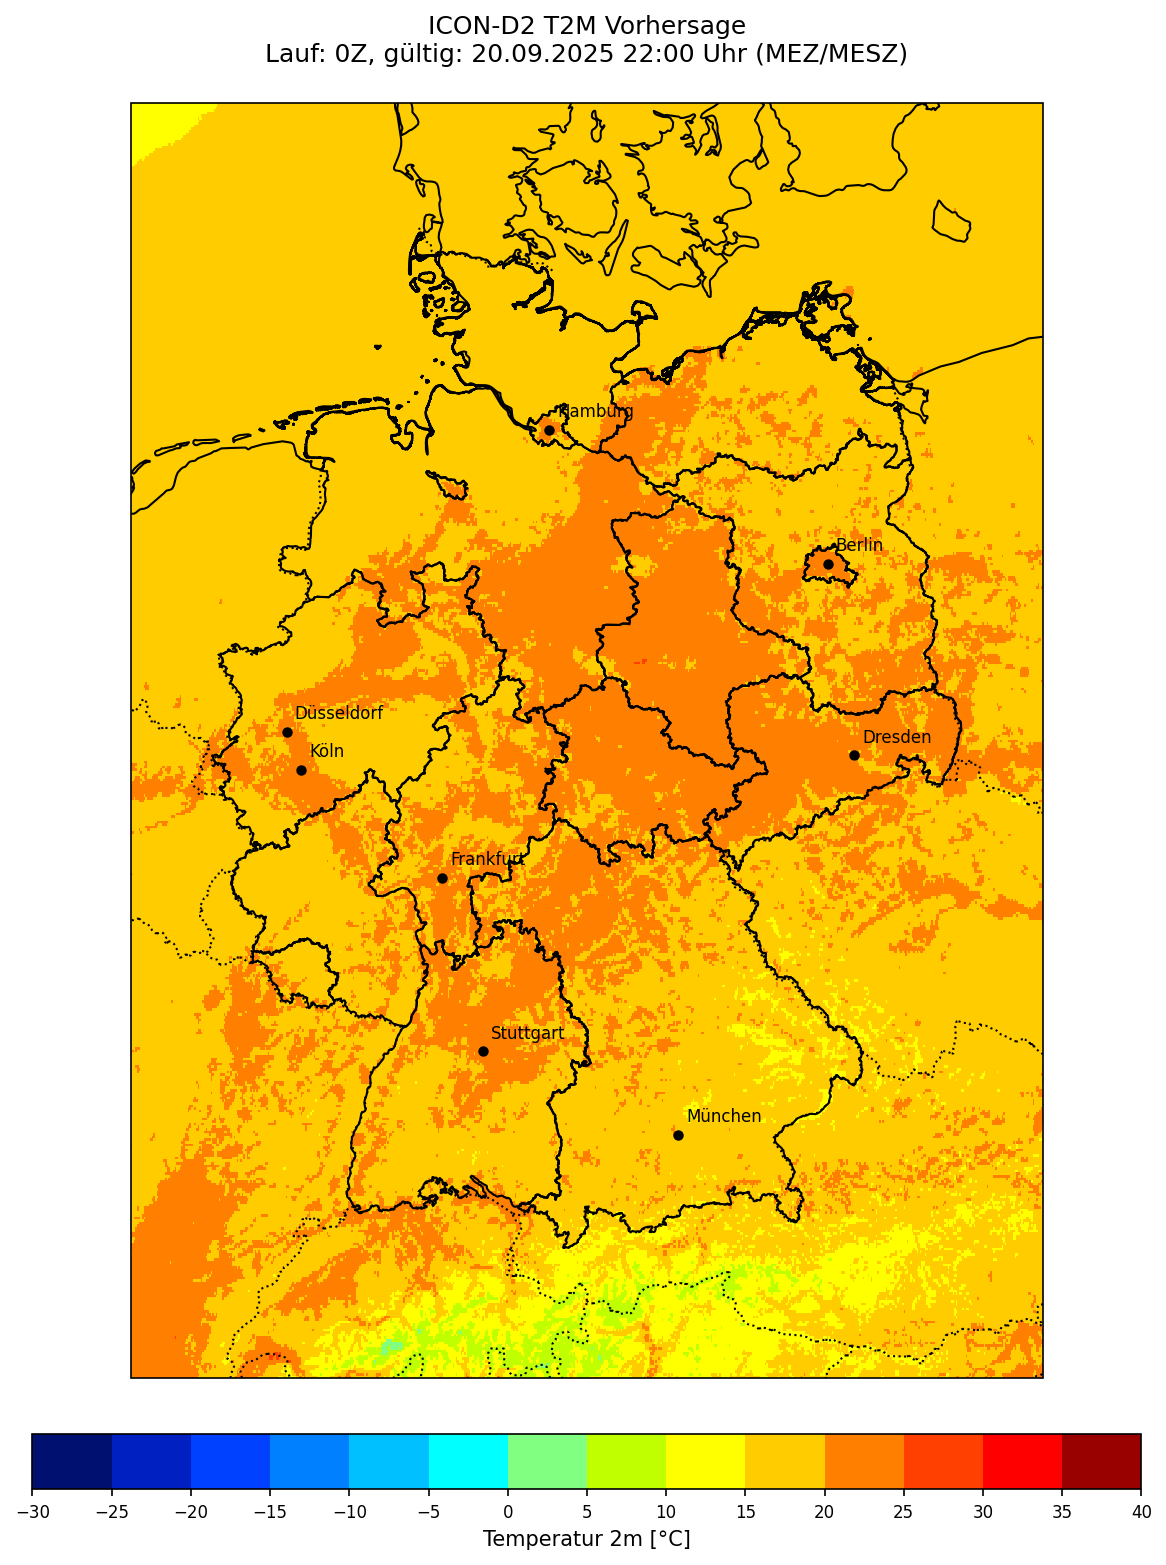 ICON-D2 T2M Vorhersage
Lauf: 0Z, gültig: 20.09.2025 22:00 Uhr (MEZ/MESZ)
Hamburg
Berlin
Düsseldorf
Dresden
Köln
Frankfurt
Stuttgart
München
−30 −25 −20 −15 −10 −5 0 5 10 15 20 25 30 35 40
Temperatur 2m [°C]